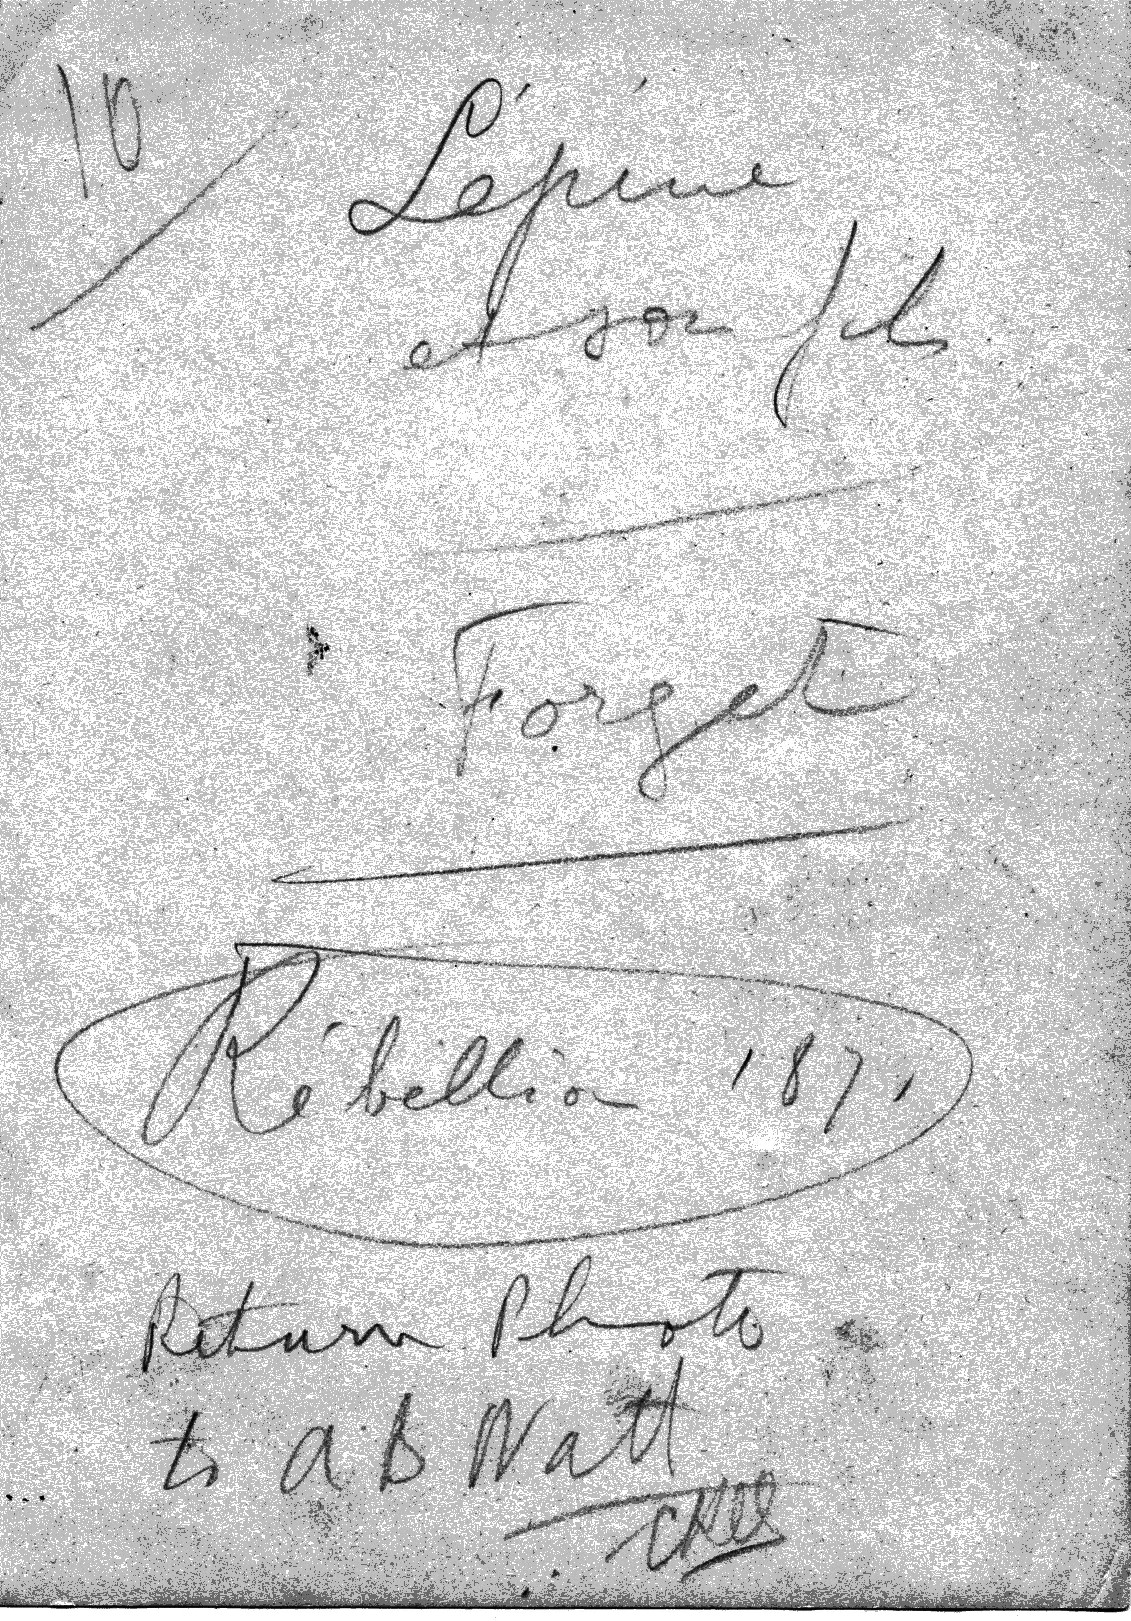 10
Lépine
et son fils
Forget
Rébellion 1871
Return Photo
to A B Watt